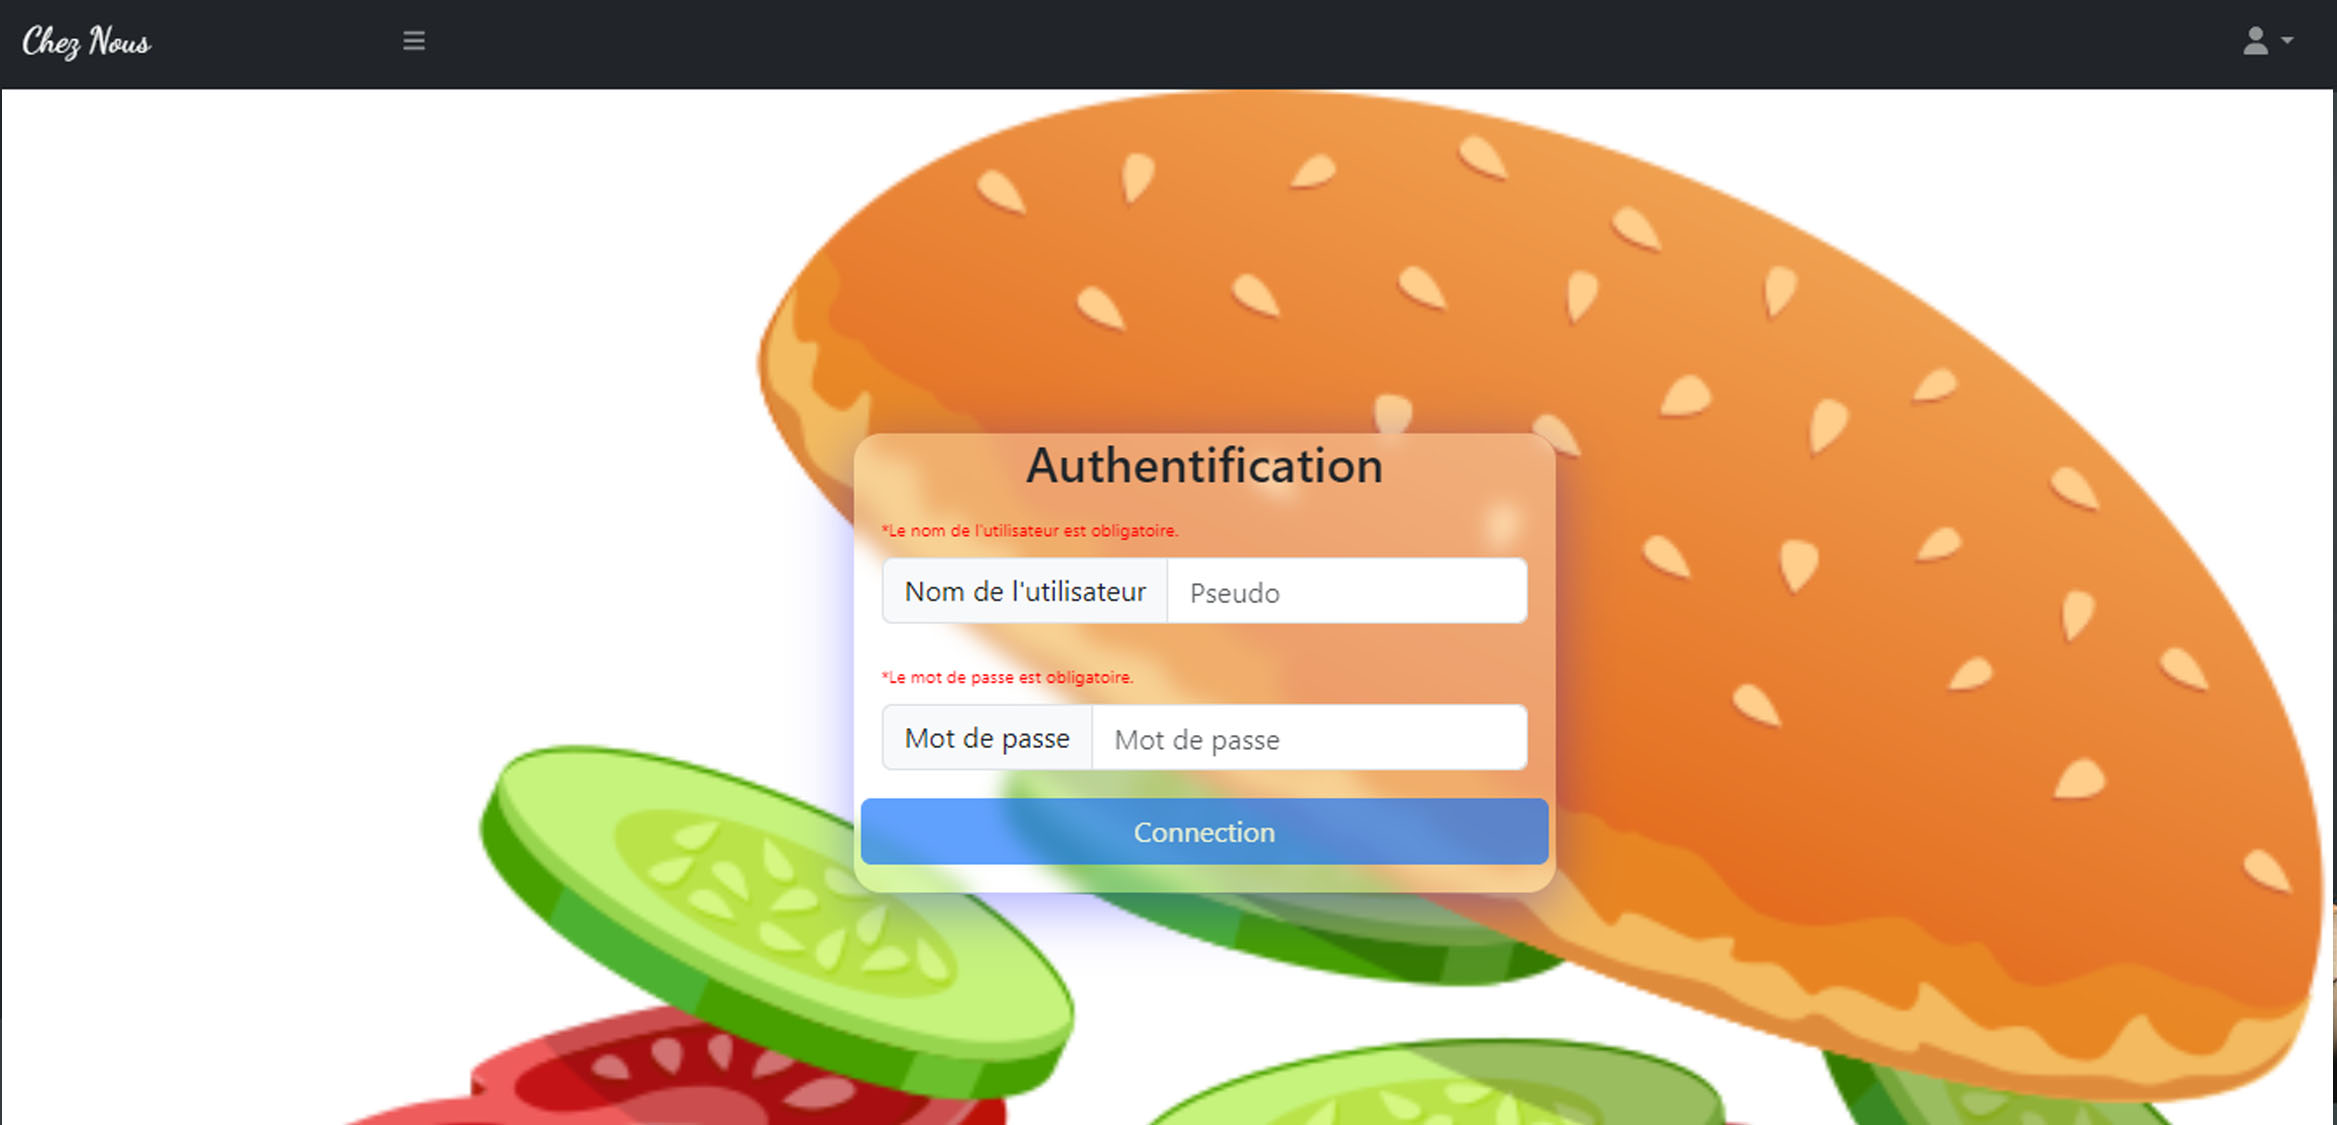 Chez Nous
Authentification
*Le nom de l'utilisateur est obligatoire.
Nom de l'utilisateur Pseudo
*Le mot de passe est obligatoire.
Mot de passe Mot de passe
Connection